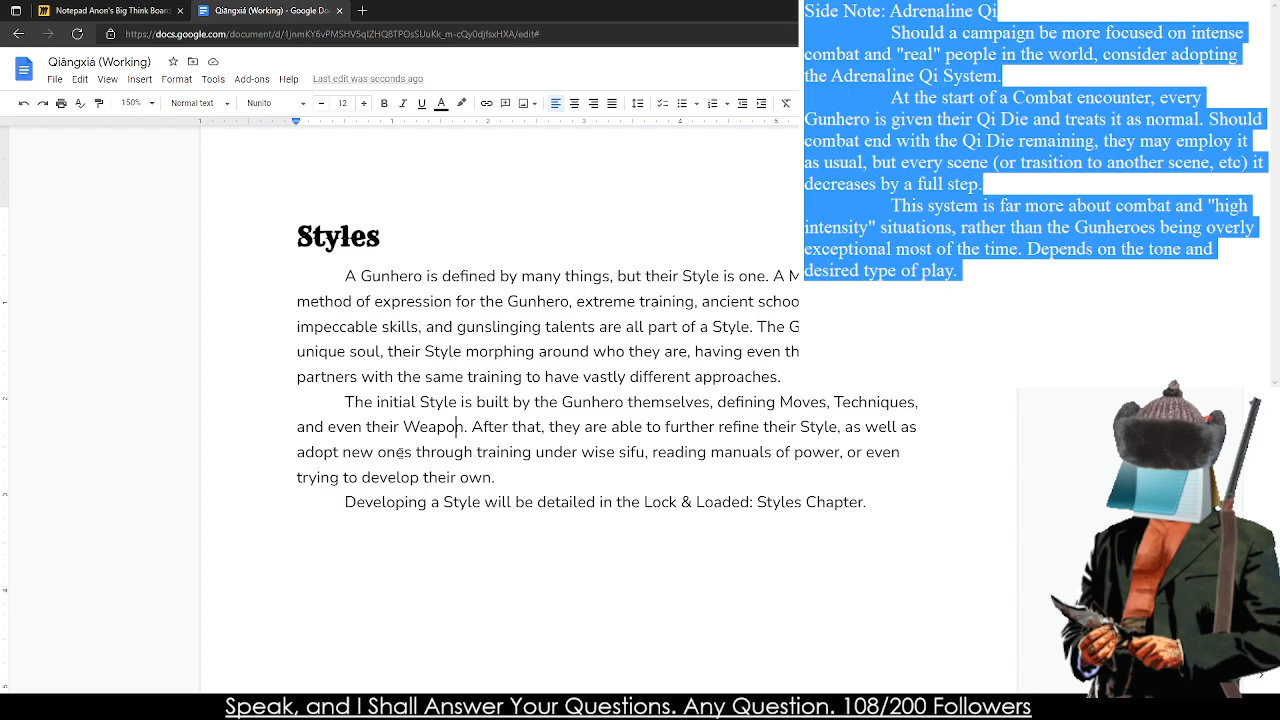 Notepad Anon's Big Think Board
Qiāngxiá (Working) - Google Doc
https://docs.google.com/document/d/1jnmKY6vPMSHV5qIZHQ8TPOsSUuKk_m-cQy0djfsxHXA/edit#
Qiāngxiá (Working)
Tools Add-ons Help Last edit was seconds ago
150% Normal text Nunito 12
Styles
A Gunhero is defined by many things, but their Style is one. A M
method of expression for the Gunhero, extreme training, ancient schoo
impeccable skills, and gunslinging talents are all part of a Style. The G
unique soul, their Style morphing around who they are, having even th
partners with the same training to have vastly different approaches.
The initial Style is built by the Gunhero themselves, defining Moves, Techniques,
and even their Weapon. After that, they are able to further refine their Style, as well as
adopt new ones through training under wise sifu, reading manuals of power, or even
trying to develop their own.
Developing a Style will be detailed in the Lock & Loaded: Styles Chapter.
Side Note: Adrenaline Qi
Should a campaign be more focused on intense
combat and "real" people in the world, consider adopting
the Adrenaline Qi System.
At the start of a Combat encounter, every
Gunhero is given their Qi Die and treats it as normal. Should
combat end with the Qi Die remaining, they may employ it
as usual, but every scene (or trasition to another scene, etc) it
decreases by a full step.
This system is far more about combat and "high
intensity" situations, rather than the Gunheroes being overly
exceptional most of the time. Depends on the tone and
desired type of play.
Speak, and I Shall Answer Your Questions. Any Question. 108/200 Followers